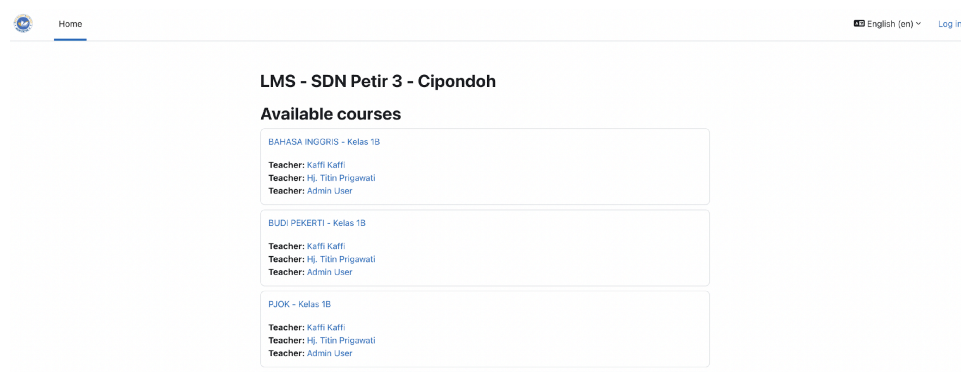 Home
English (en)
Log in
LMS - SDN Petir 3 - Cipondoh
Available courses
BAHASA INGGRIS - Kelas 1B
Teacher: Kaffi Kaffi
Teacher: Hj. Titin Prigawati
Teacher: Admin User
BUDI PEKERTI - Kelas 1B
Teacher: Kaffi Kaffi
Teacher: Hj. Titin Prigawati
Teacher: Admin User
PJOK - Kelas 1B
Teacher: Kaffi Kaffi
Teacher: Hj. Titin Prigawati
Teacher: Admin User